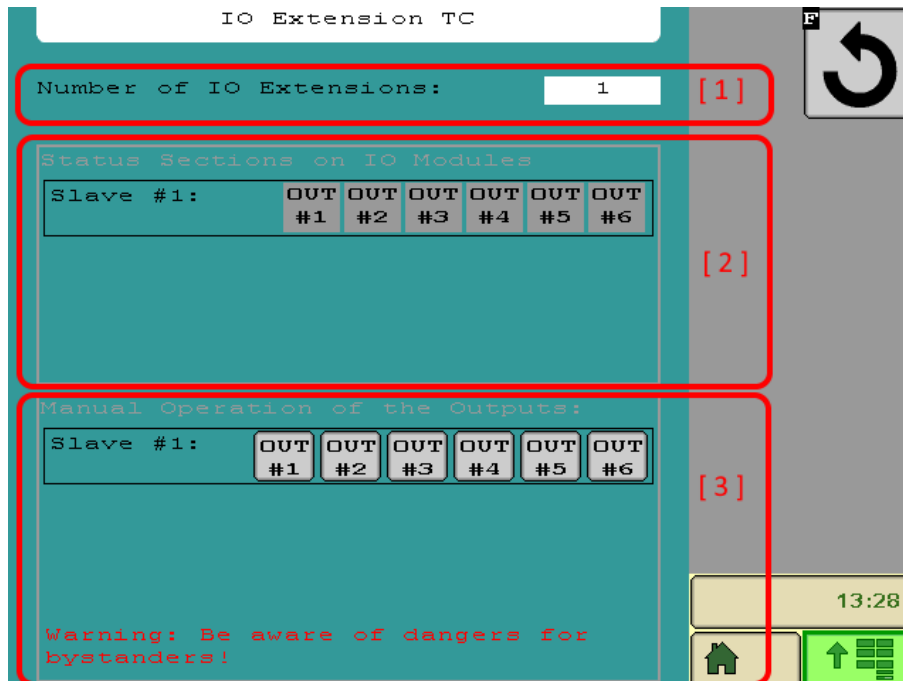 IO Extension TC
F
Number of IO Extensions: 1
[ 1 ]
Status Sections on IO Modules
Slave #1: OUT #1 OUT #2 OUT #3 OUT #4 OUT #5 OUT #6
[ 2 ]
Manual Operation of the Outputs:
Slave #1: OUT #1 OUT #2 OUT #3 OUT #4 OUT #5 OUT #6
[ 3 ]
Warning: Be aware of dangers for
bystanders!
13:28